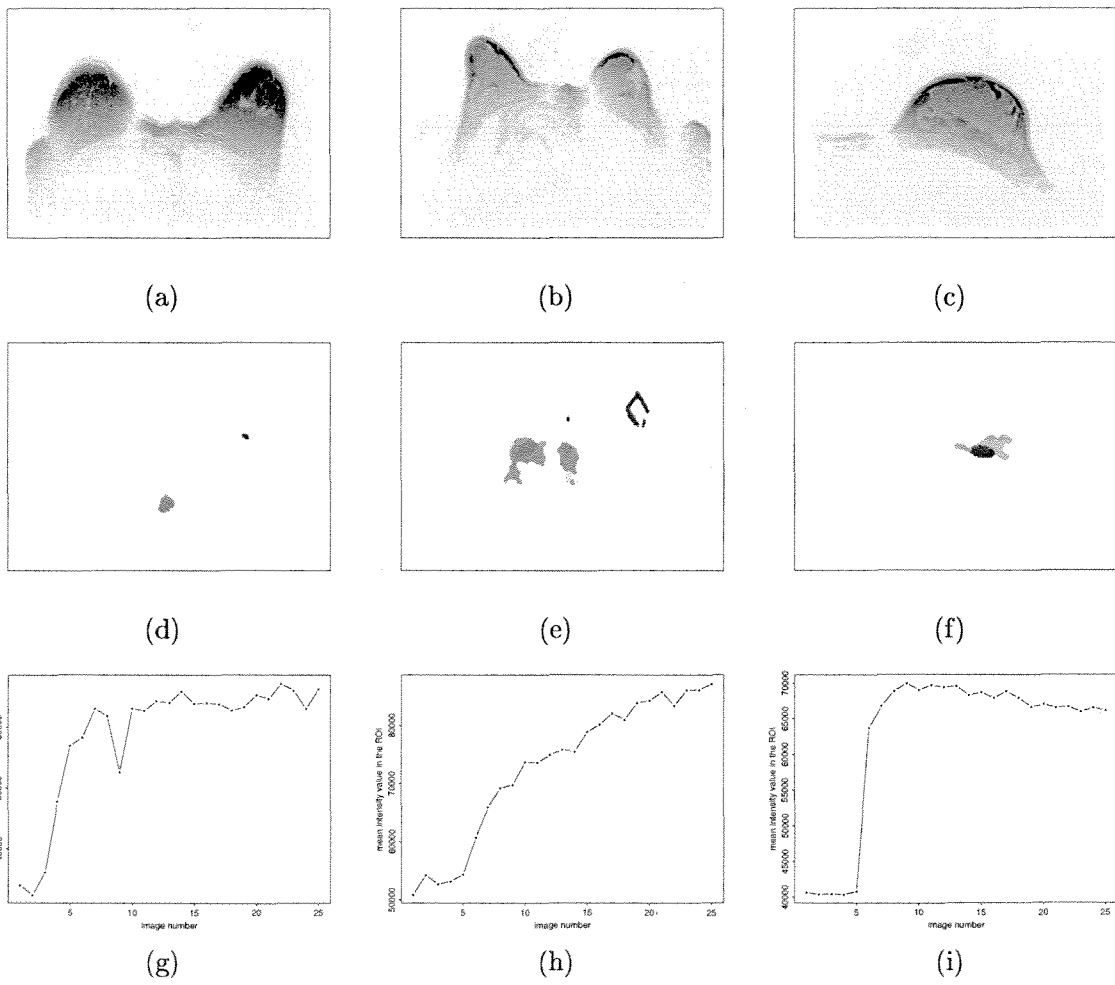 (a) (b) (c)
(d) (e) (f)
5 10 15 20 25
image number
(g)
mean intensity value in the ROI
50000 60000 70000 80000
5 10 15 20 25
image number
(h)
mean intensity value in the ROI
40000 45000 50000 55000 60000 65000 70000
5 10 15 20 25
image number
(i)